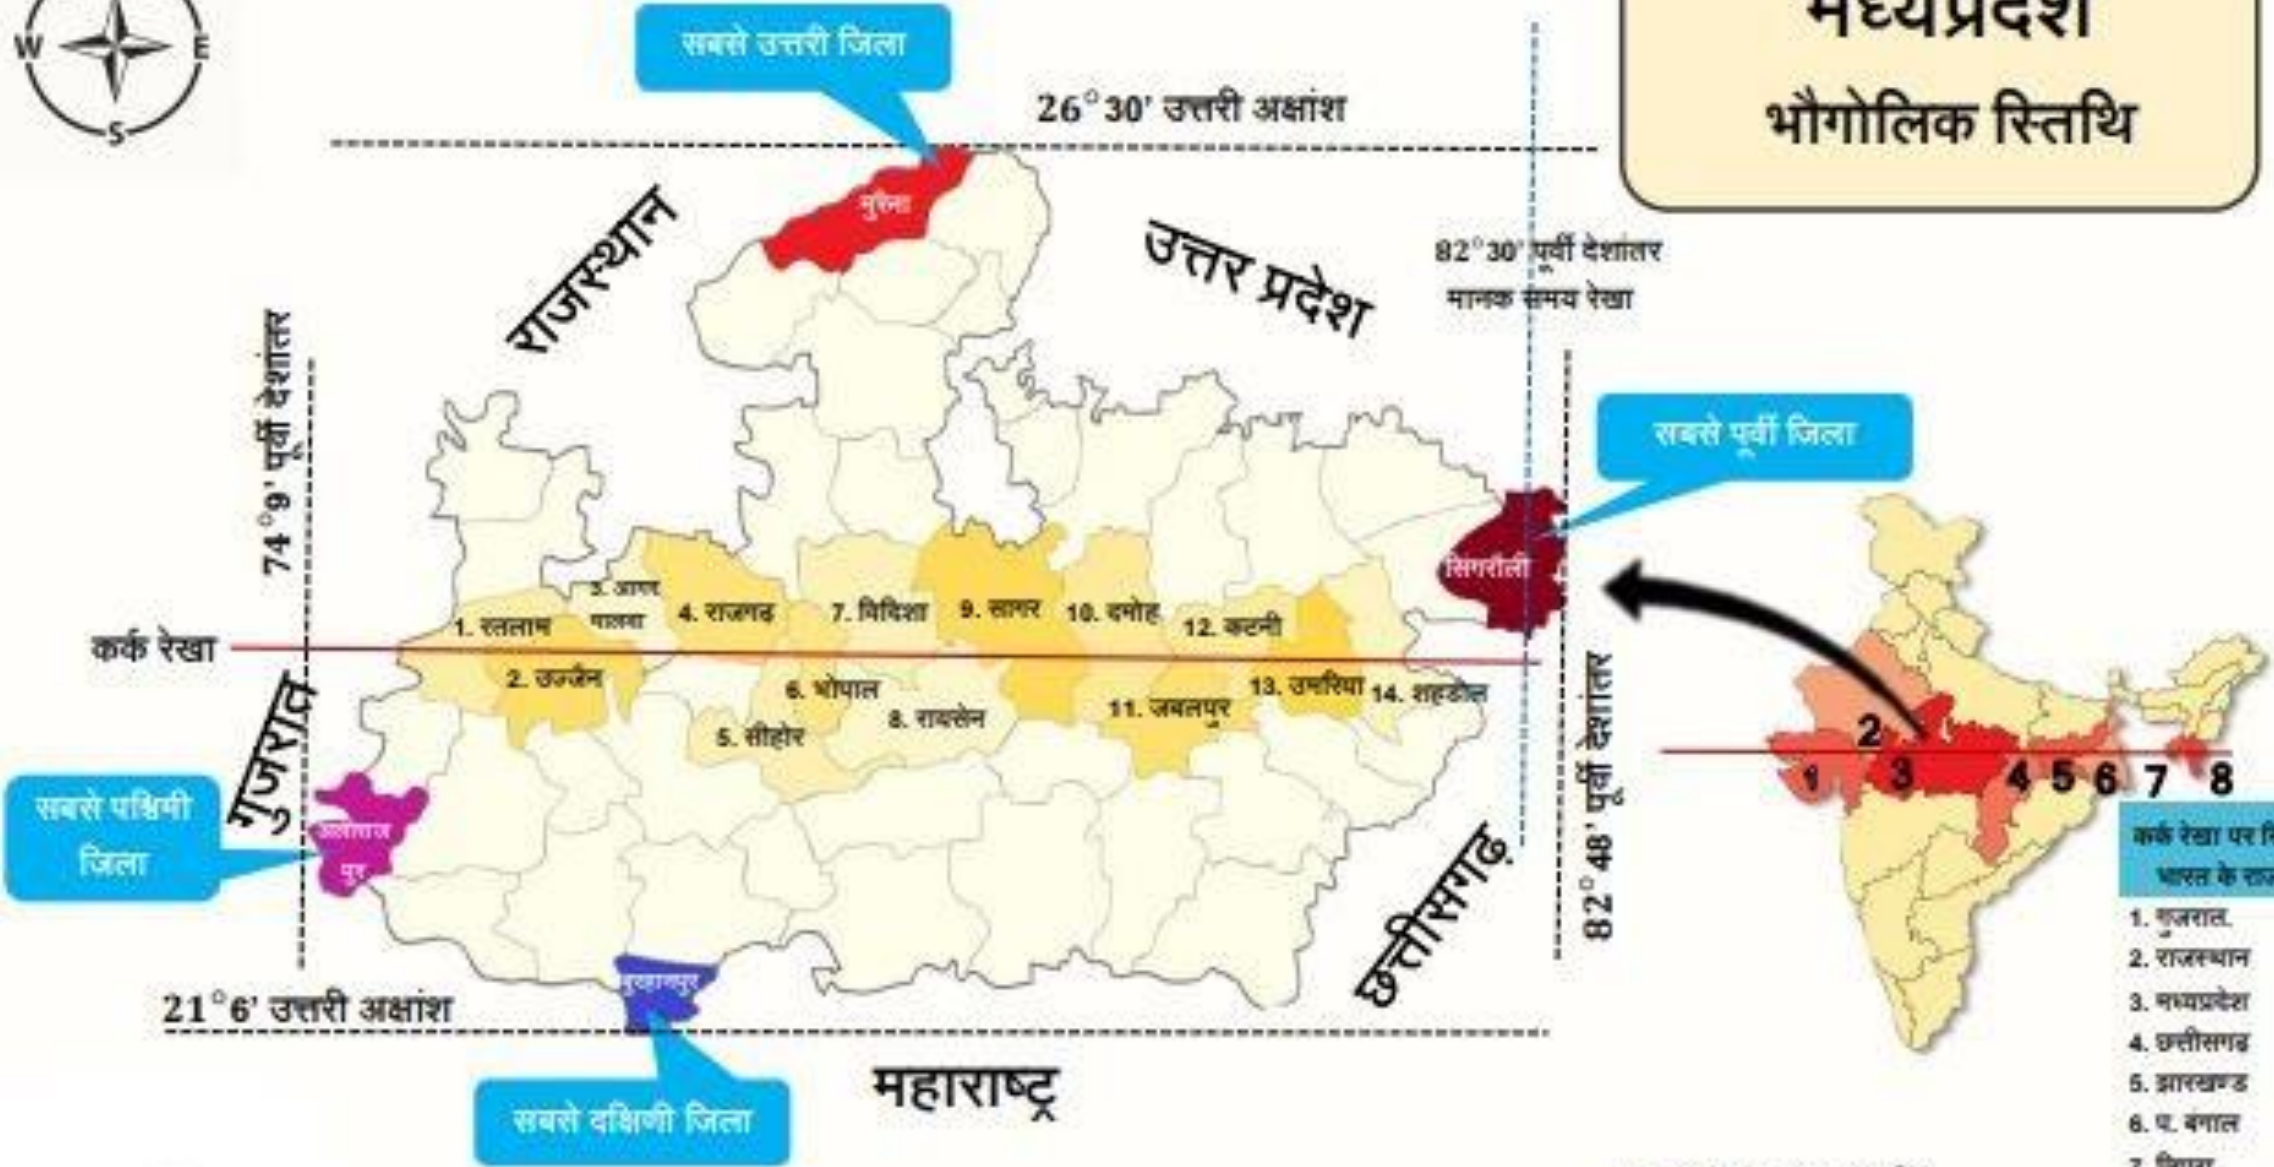 मध्यप्रदेश
भौगोलिक स्तिथि
W
E
S
सबसे उत्तरी जिला
26°30' उत्तरी अक्षांश
मुरैना
राजस्थान
उत्तर प्रदेश
82°30' पूर्वी देशांतर
मानक समय रेखा
74°9' पूर्वी देशांतर
सबसे पूर्वी जिला
सिंगरौली
3. आगर
मालवा
1. रतलाम
4. राजगढ़
7. विदिशा
9. सागर
10. दमोह
12. कटनी
कर्क रेखा
2. उज्जैन
6. भोपाल
13. उमरिया
14. शहडोल
8. रायसेन
11. जबलपुर
5. सीहोर
गुजरात
सबसे पश्चिमी
जिला
पुर
82°48' पूर्वी देशांतर
छत्तीसगढ़
21°6' उत्तरी अक्षांश
बुरहानपुर
सबसे दक्षिणी जिला
महाराष्ट्र
2
1
3
4
5
6
7
8
कर्क रेखा पर
भारत के
1. गुजरात.
2. राजस्थान
3. मध्यप्रदेश
4. छत्तीसगढ
5. झारखण्ड
6. प. बंगाल